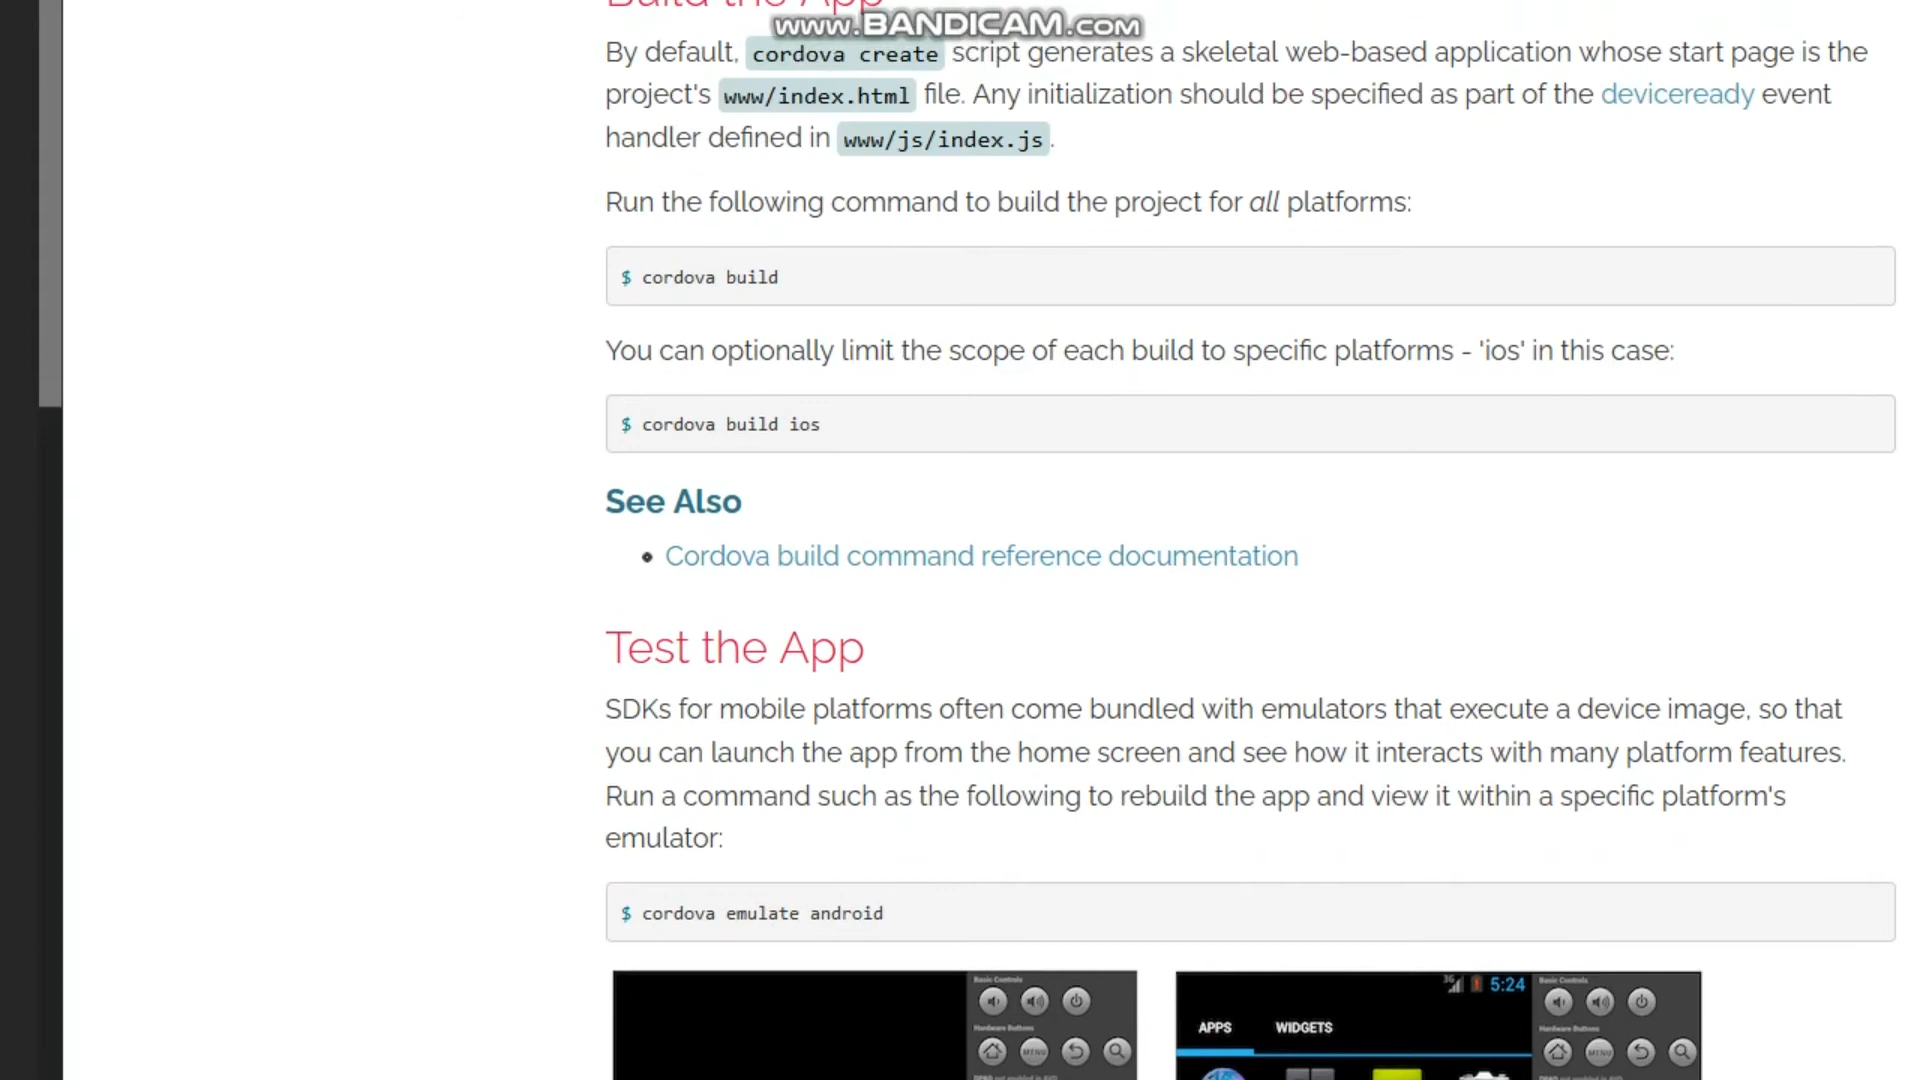 Build the App
www.BANDICAM.com
By default, cordova create script generates a skeletal web-based application whose start page is the
project's www/index.html file. Any initialization should be specified as part of the deviceready event
handler defined in www/js/index.js.
Run the following command to build the project for all platforms:
$ cordova build
You can optionally limit the scope of each build to specific platforms - 'ios' in this case:
$ cordova build ios
See Also
• Cordova build command reference documentation
Test the App
SDKs for mobile platforms often come bundled with emulators that execute a device image, so that
you can launch the app from the home screen and see how it interacts with many platform features.
Run a command such as the following to rebuild the app and view it within a specific platform's
emulator:
$ cordova emulate android
Basic Controls
Hardware Buttons
MENU
3G 5:24
APPS WIDGETS
Basic Controls
Hardware Buttons
MENU